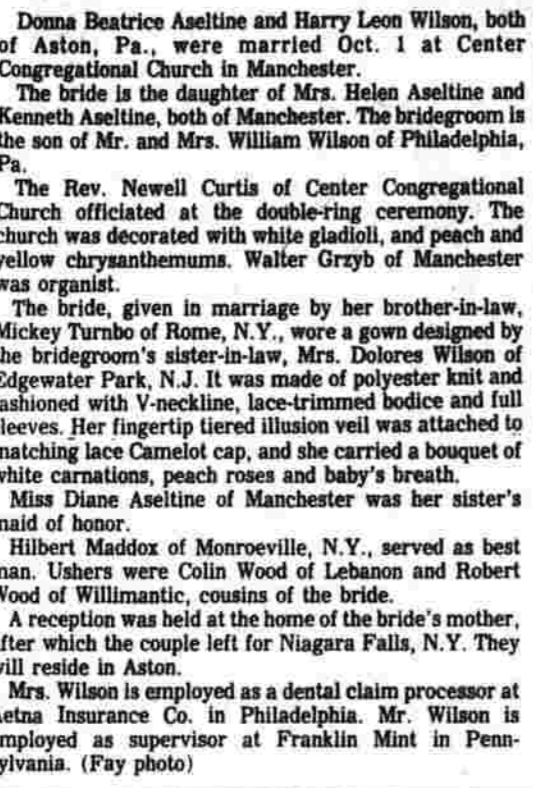 Donna Beatrice Aseltine and Harry Leon Wilson, both
of Aston, Pa., were married Oct. 1 at Center
Congregational Church in Manchester.
The bride is the daughter of Mrs. Helen Aseltine and
Kenneth Aseltine, both of Manchester. The bridegroom is
the son of Mr. and Mrs. William Wilson of Philadelphia,
Pa.
The Rev. Newell Curtis of Center Congregational
Church officiated at the double-ring ceremony. The
church was decorated with white gladioli, and peach and
yellow chrysanthemums. Walter Grzyb of Manchester
was organist.
The bride, given in marriage by her brother-in-law,
Mickey Turnbo of Rome, N.Y., wore a gown designed by
the bridegroom's sister-in-law, Mrs. Dolores Wilson of
Edgewater Park, N.J. It was made of polyester knit and
fashioned with V-neckline, lace-trimmed bodice and full
sleeves. Her fingertip tiered illusion veil was attached to
matching lace Camelot cap, and she carried a bouquet of
white carnations, peach roses and baby's breath.
Miss Diane Aseltine of Manchester was her sister's
maid of honor.
Hilbert Maddox of Monroeville, N.Y., served as best
man. Ushers were Colin Wood of Lebanon and Robert
Wood of Willimantic, cousins of the bride.
A reception was held at the home of the bride's mother,
after which the couple left for Niagara Falls, N.Y. They
will reside in Aston.
Mrs. Wilson is employed as a dental claim processor at
Aetna Insurance Co. in Philadelphia. Mr. Wilson is
employed as supervisor at Franklin Mint in Penn-
sylvania. (Fay photo)